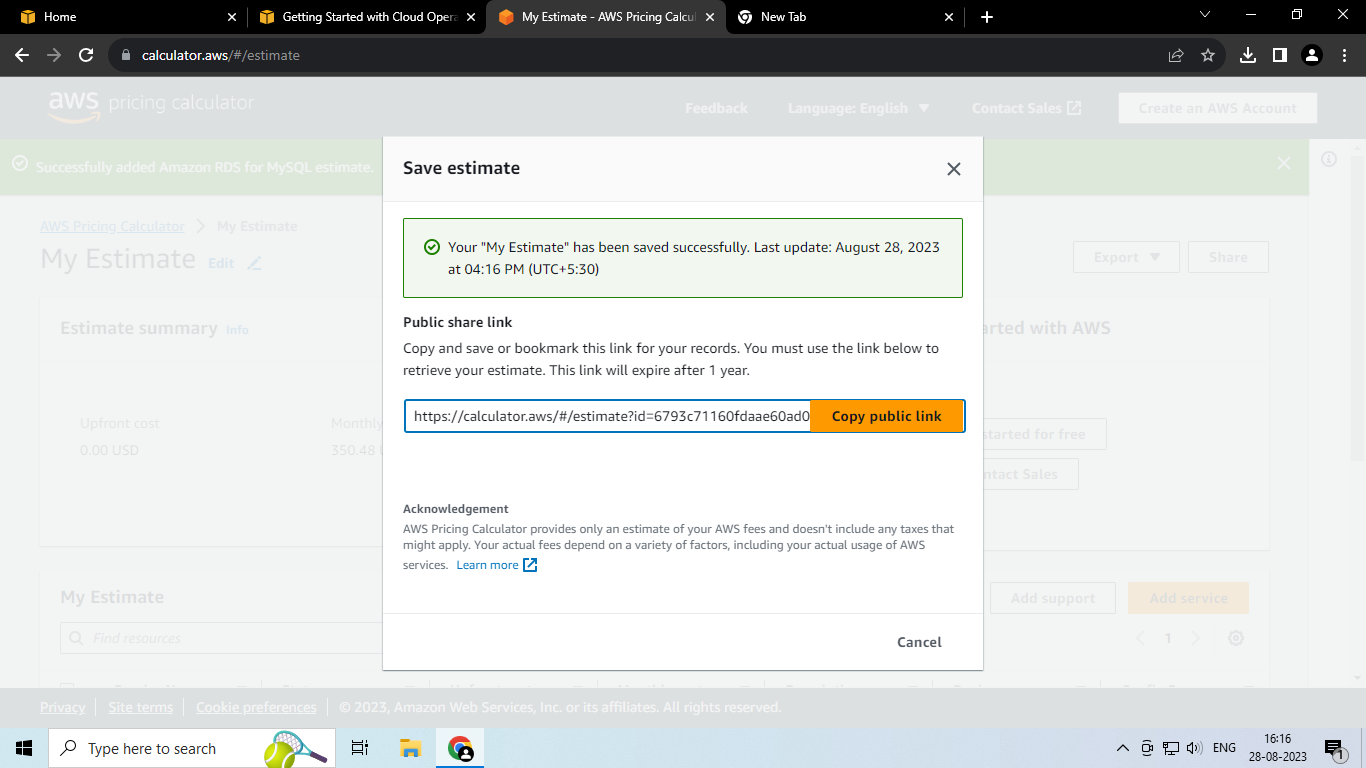 Home
Getting Started with Cloud Opera
My Estimate - AWS Pricing Calcul
New Tab
calculator.aws/#/estimate
aws pricing calculator
Feedback
Language: English
Contact Sales
Create an AWS Account
Successfully added Amazon RDS for MySQL estimate.
AWS Pricing Calculator
My Estimate
My Estimate
Edit
Export
Share
Estimate summary
Info
arted with AWS
Upfront cost
Monthly
0.00 USD
350.48
started for free
ntact Sales
Save estimate
Your "My Estimate" has been saved successfully. Last update: August 28, 2023
at 04:16 PM (UTC+5:30)
Public share link
Copy and save or bookmark this link for your records. You must use the link below to
retrieve your estimate. This link will expire after 1 year.
https://calculator.aws/#/estimate?id=6793c71160fdaae60ad0
Copy public link
Acknowledgement
AWS Pricing Calculator provides only an estimate of your AWS fees and doesn't include any taxes that
might apply. Your actual fees depend on a variety of factors, including your actual usage of AWS
services. Learn more
Cancel
My Estimate
Add support
Add service
Find resources
1
Privacy
Site terms
Cookie preferences
© 2023, Amazon Web Services, Inc. or its affiliates. All rights reserved.
Type here to search
ENG
16:16
28-08-2023
1